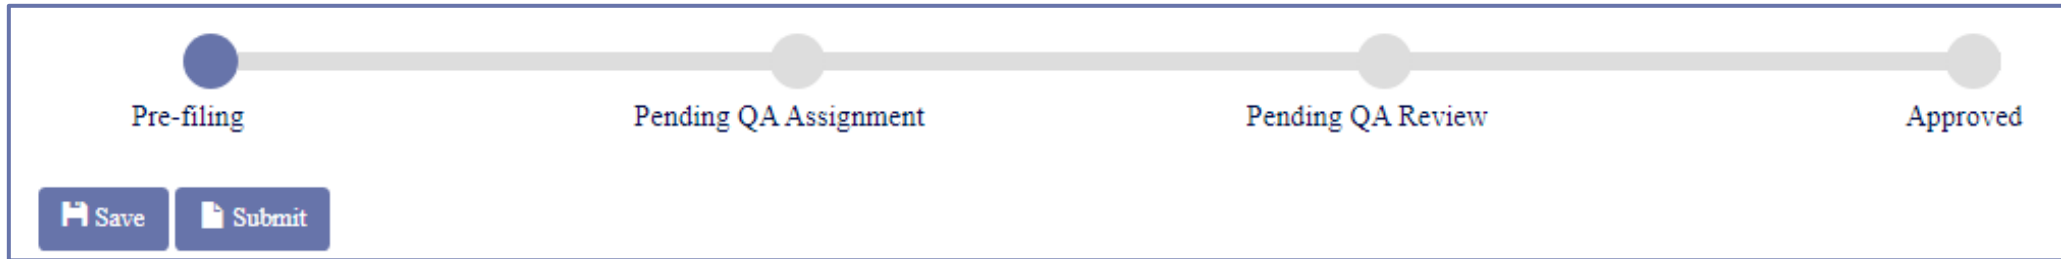 Pre-filing Pending QA Assignment Pending QA Review Approved
Save Submit